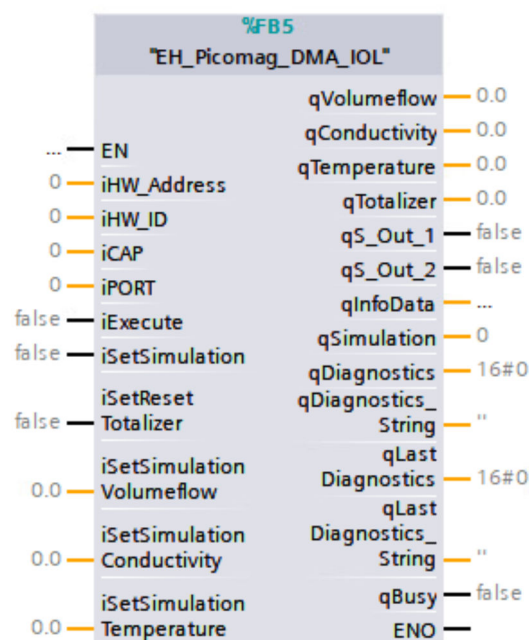 %FB5
"EH_Picomag_DMA_IOL"
qVolumeflow 0.0
qConductivity 0.0
... EN
qTemperature 0.0
0 iHW_Address
qTotalizer 0.0
0 iHW_ID
qS_Out_1 false
0 iCAP
qS_Out_2 false
0 iPORT
qInfoData ...
false iExecute
qSimulation 0
false iSetSimulation
qDiagnostics 16#0
iSetReset
qDiagnostics_
false Totalizer
String ''
qLast
iSetSimulation
Diagnostics 16#0
0.0 Volumeflow
qLast
iSetSimulation
Diagnostics_
0.0 Conductivity
String ''
iSetSimulation
qBusy false
0.0 Temperature
ENO